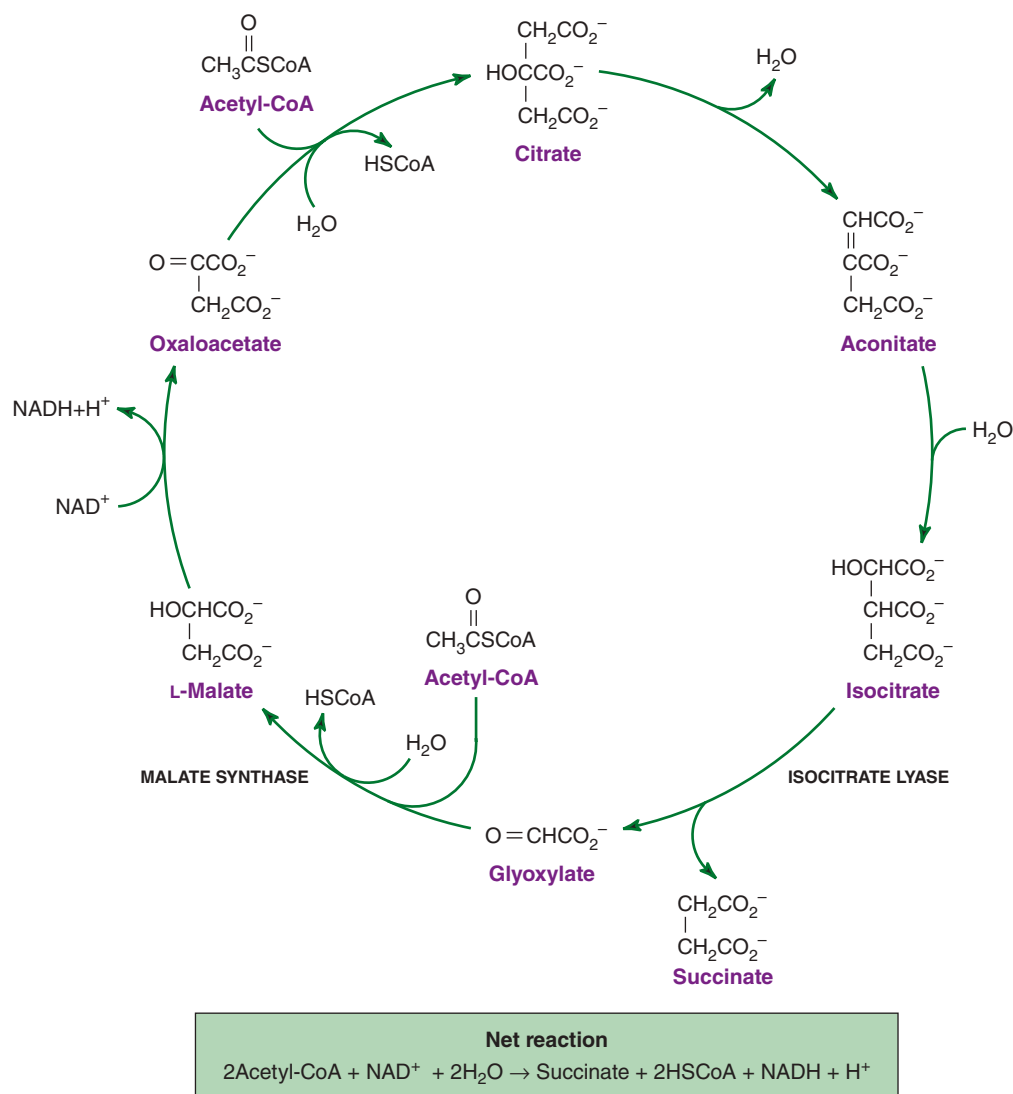 O
||
CH₃CSCoA
Acetyl-CoA
CH₂CO₂⁻
|
HOCCO₂⁻
|
CH₂CO₂⁻
Citrate
H₂O
HSCoA
H₂O
CHCO₂⁻
||
CCO₂⁻
|
CH₂CO₂⁻
Aconitate
O=CCO₂⁻
|
CH₂CO₂⁻
Oxaloacetate
NADH+H⁺
NAD⁺
H₂O
HOCHCO₂⁻
|
CHCO₂⁻
|
CH₂CO₂⁻
Isocitrate
HOCHCO₂⁻
|
CH₂CO₂⁻
L-Malate
O
||
CH₃CSCoA
Acetyl-CoA
HSCoA
H₂O
MALATE SYNTHASE
ISOCITRATE LYASE
O=CHCO₂⁻
Glyoxylate
CH₂CO₂⁻
|
CH₂CO₂⁻
Succinate
Net reaction
2Acetyl-CoA + NAD⁺ + 2H₂O → Succinate + 2HSCoA + NADH + H⁺